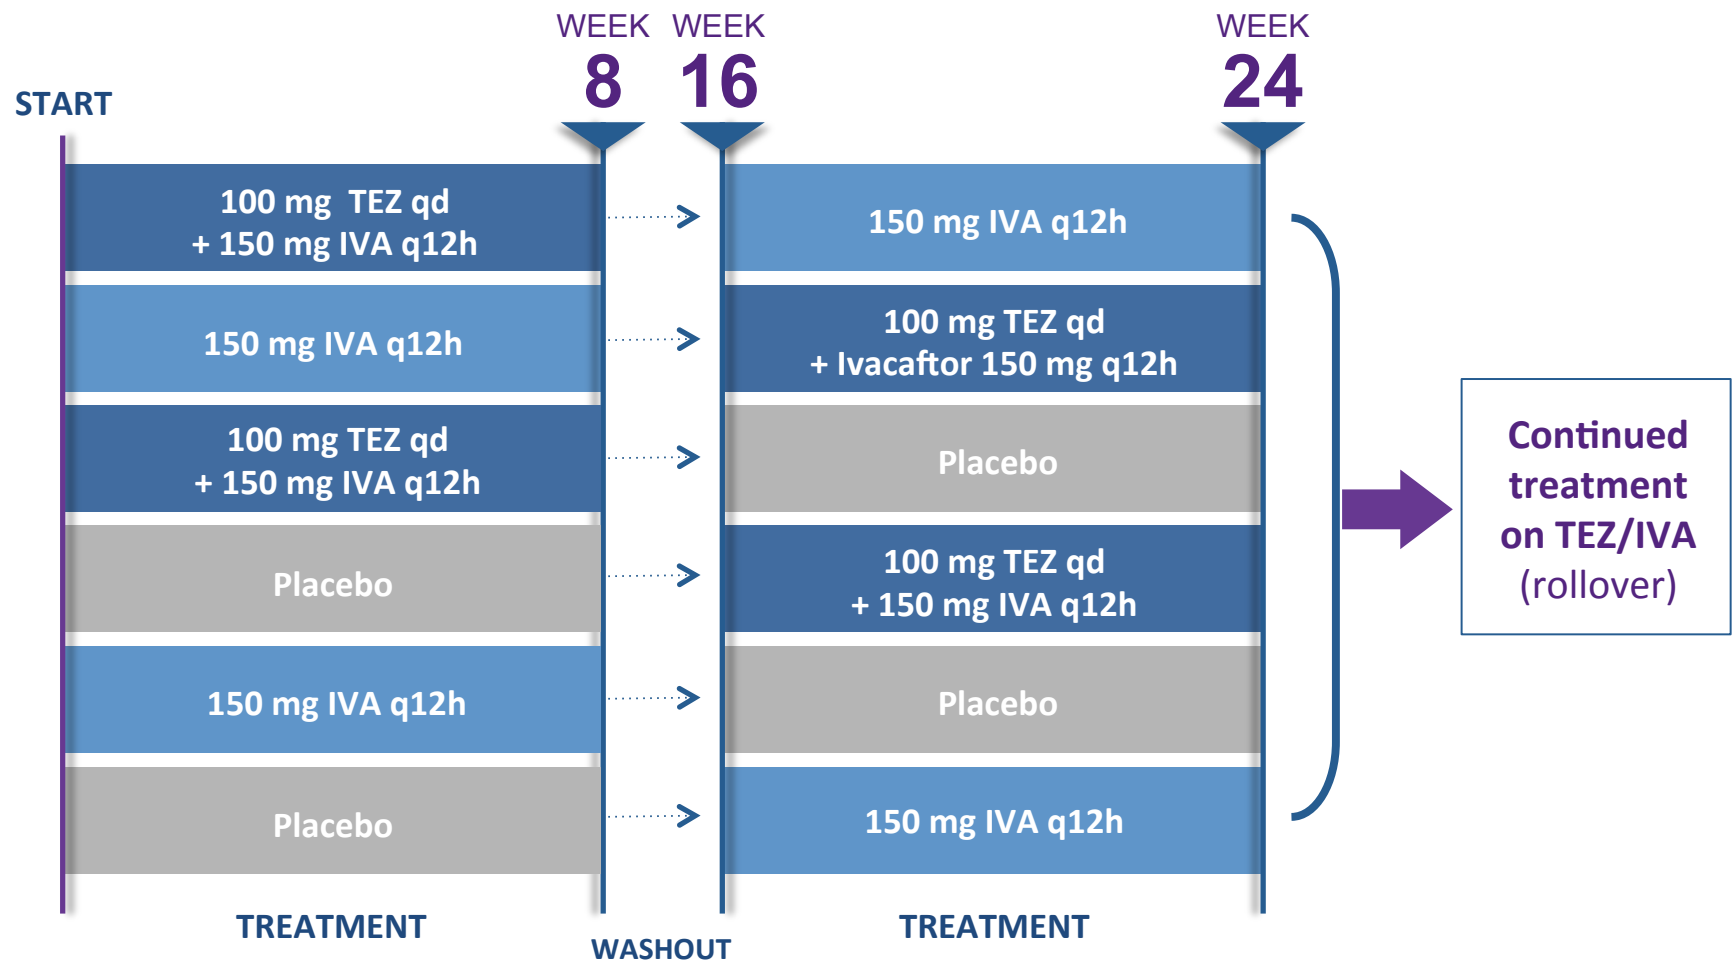 WEEK
8
WEEK
16
WEEK
24
START
100 mg  TEZ qd
+ 150 mg IVA q12h
150 mg IVA q12h
150 mg IVA q12h
100 mg TEZ qd
+ Ivacaftor 150 mg q12h
100 mg TEZ qd
+ 150 mg IVA q12h
Placebo
Placebo
100 mg TEZ qd
+ 150 mg IVA q12h
150 mg IVA q12h
Placebo
Placebo
150 mg IVA q12h
Continued
treatment
on TEZ/IVA
(rollover)
TREATMENT
WASHOUT
TREATMENT